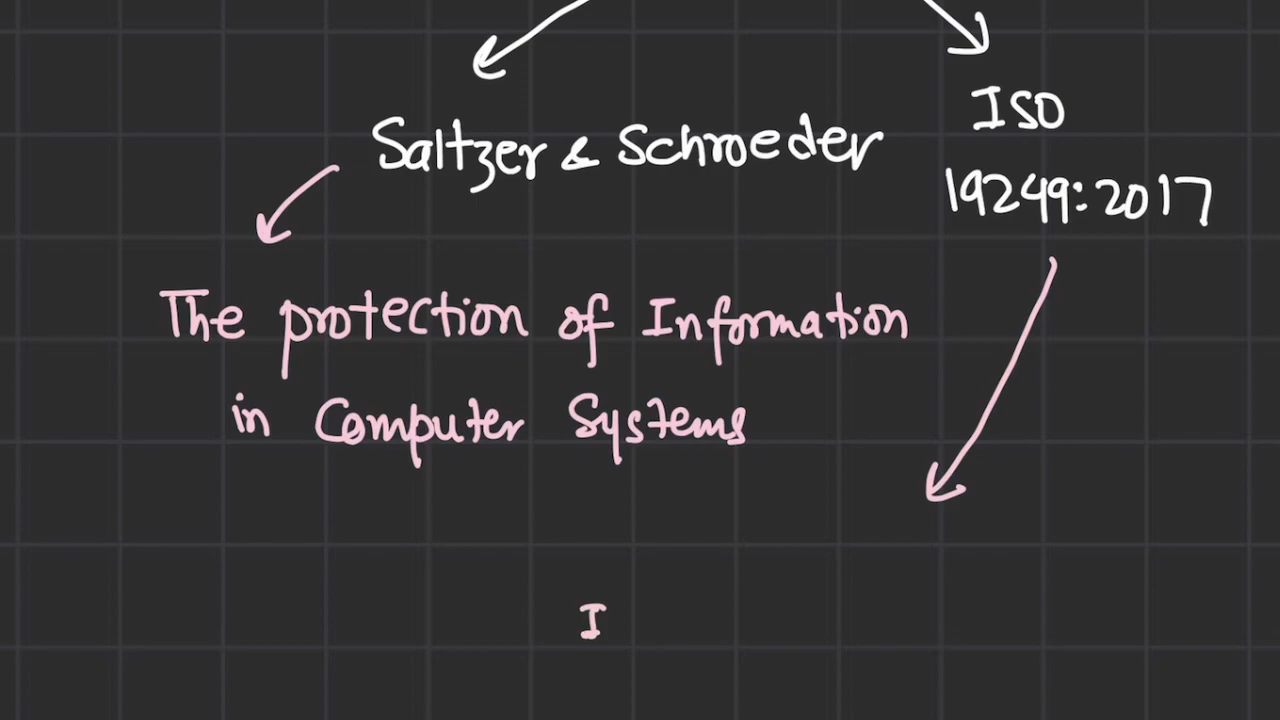 Saltzer & Schroeder
ISO
19249:2017
The protection of Information
in Computer Systems
I